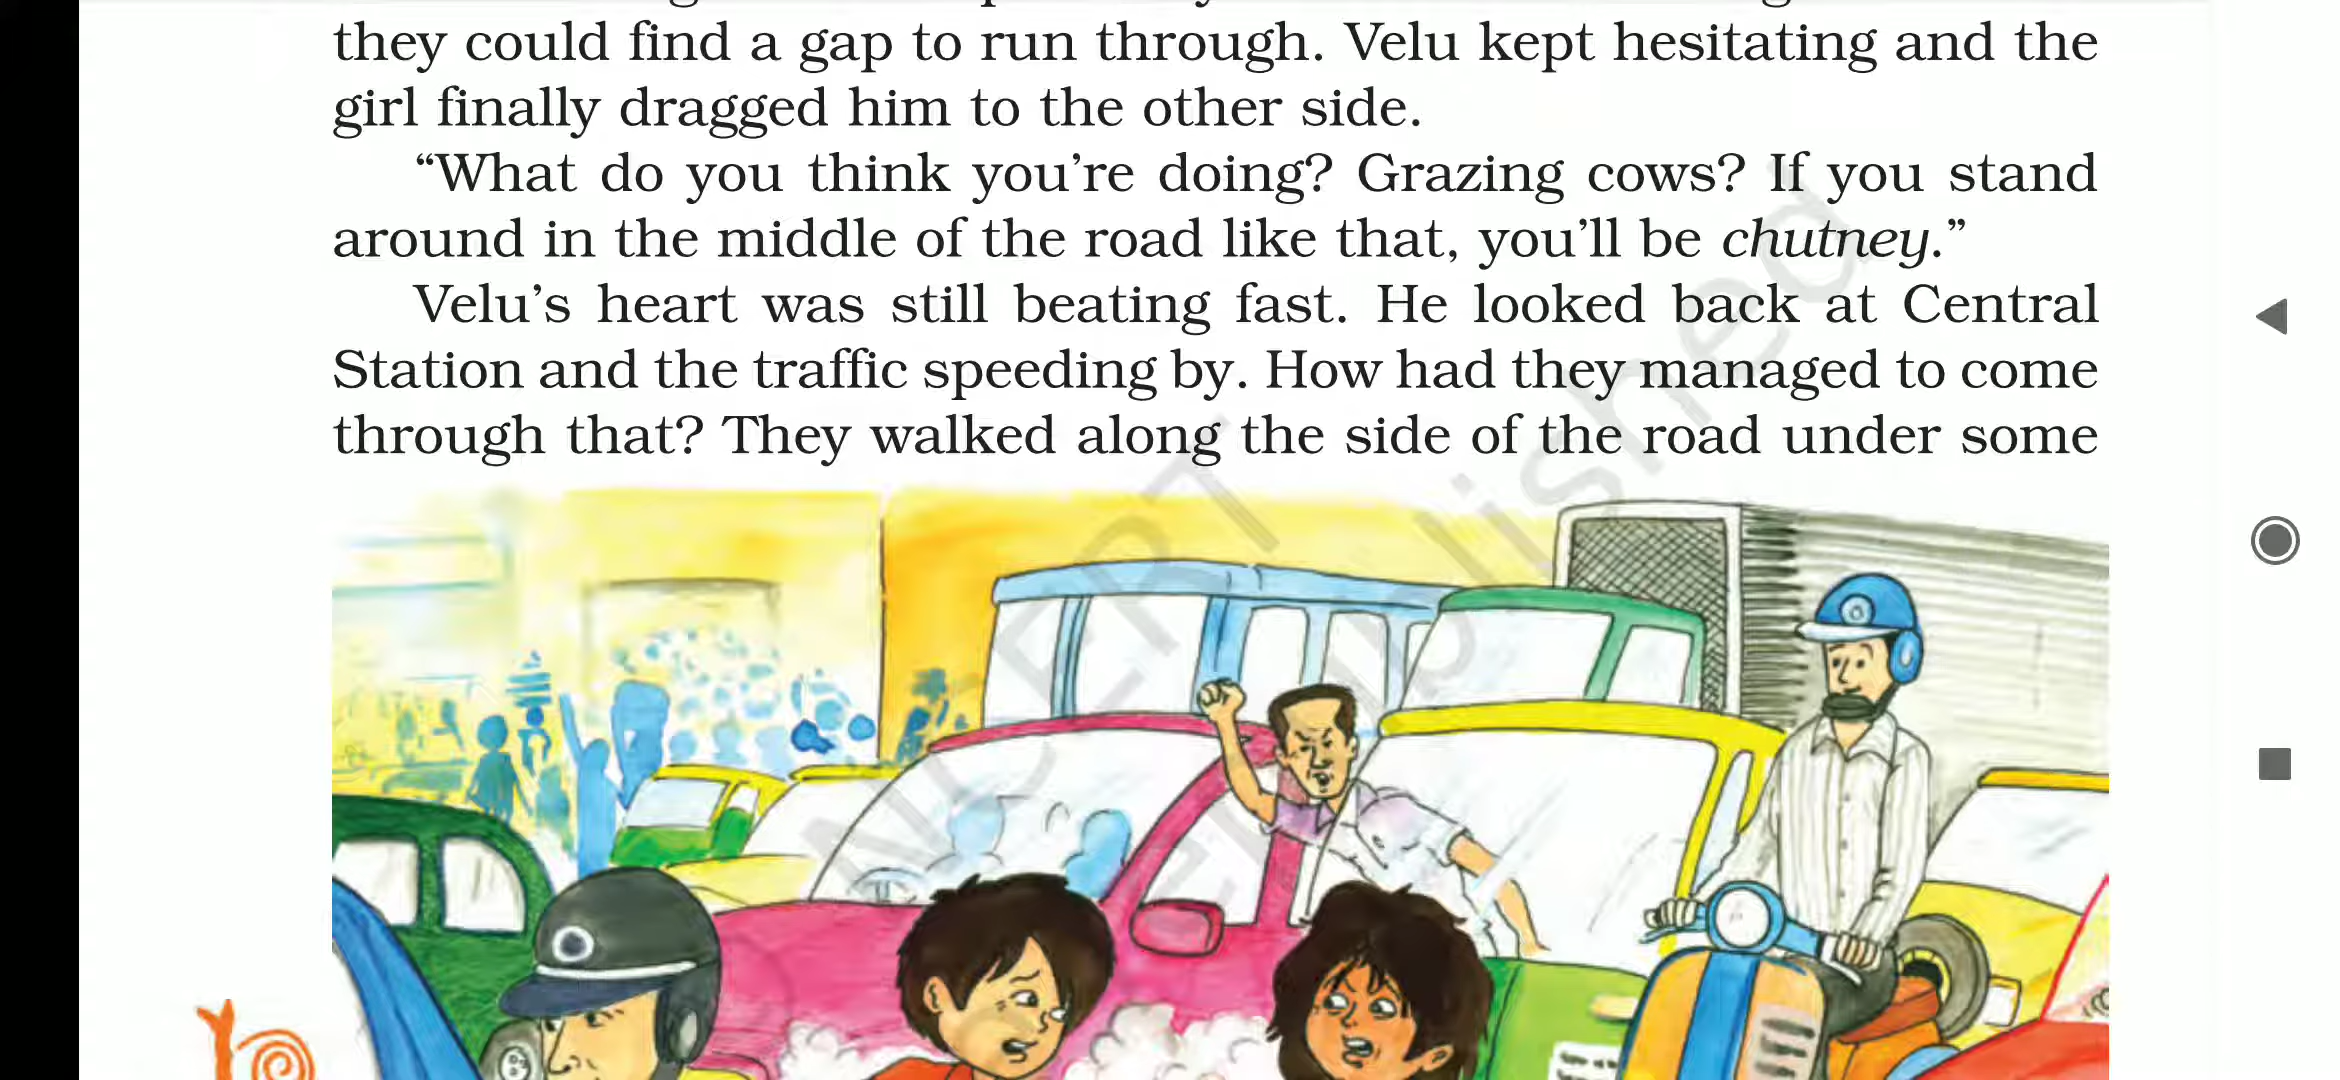 they could find a gap to run through. Velu kept hesitating and the
girl finally dragged him to the other side.
“What do you think you’re doing? Grazing cows? If you stand
around in the middle of the road like that, you’ll be chutney.”
Velu’s heart was still beating fast. He looked back at Central
Station and the traffic speeding by. How had they managed to come
through that? They walked along the side of the road under some
NCERT
republished